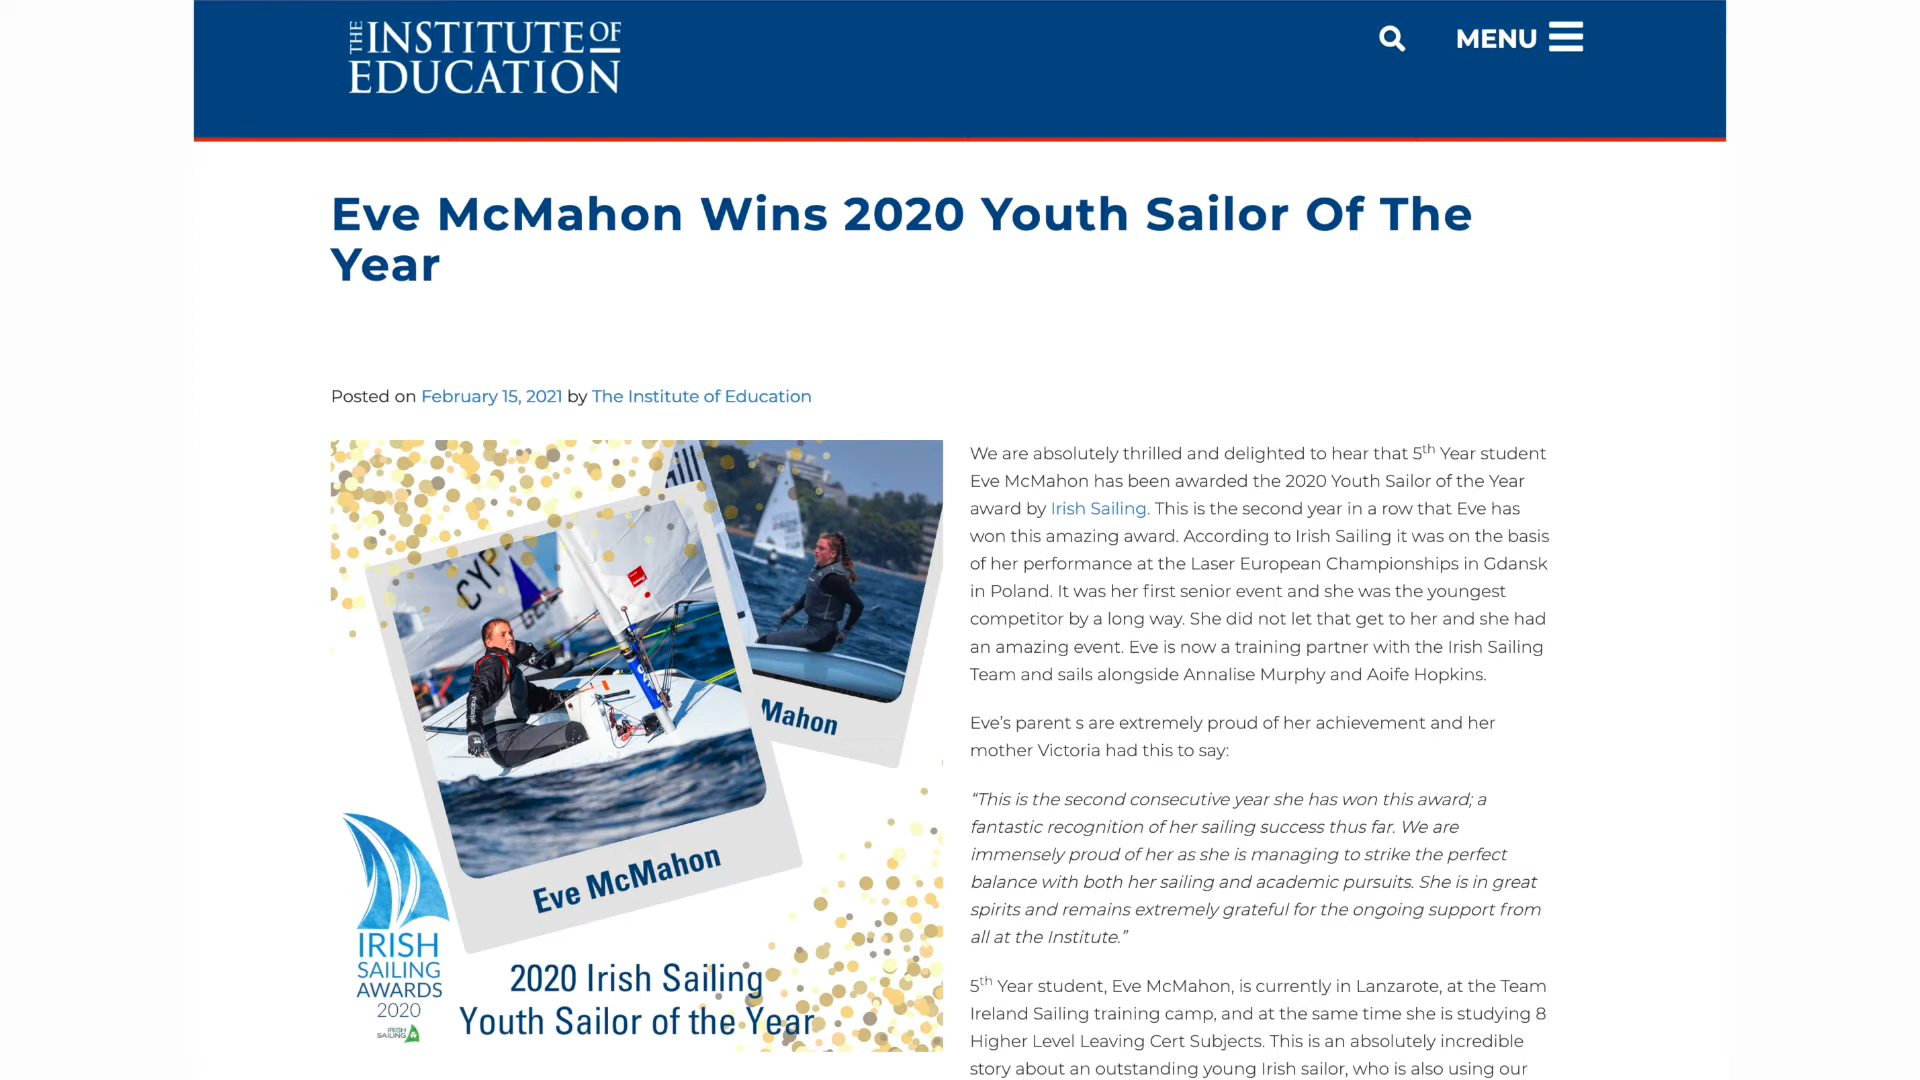 THE INSTITUTE OF
EDUCATION
MENU
Eve McMahon Wins 2020 Youth Sailor Of The
Year
Posted on February 15, 2021 by The Institute of Education
CYP
Mahon
Eve McMahon
IRISH
SAILING
AWARDS
2020
IRISH
SAILING
2020 Irish Sailing
Youth Sailor of the Year
We are absolutely thrilled and delighted to hear that 5th Year student
Eve McMahon has been awarded the 2020 Youth Sailor of the Year
award by Irish Sailing. This is the second year in a row that Eve has
won this amazing award. According to Irish Sailing it was on the basis
of her performance at the Laser European Championships in Gdansk
in Poland. It was her first senior event and she was the youngest
competitor by a long way. She did not let that get to her and she had
an amazing event. Eve is now a training partner with the Irish Sailing
Team and sails alongside Annalise Murphy and Aoife Hopkins.
Eve’s parent s are extremely proud of her achievement and her
mother Victoria had this to say:
“This is the second consecutive year she has won this award; a
fantastic recognition of her sailing success thus far. We are
immensely proud of her as she is managing to strike the perfect
balance with both her sailing and academic pursuits. She is in great
spirits and remains extremely grateful for the ongoing support from
all at the Institute.”
5th Year student, Eve McMahon, is currently in Lanzarote, at the Team
Ireland Sailing training camp, and at the same time she is studying 8
Higher Level Leaving Cert Subjects. This is an absolutely incredible
story about an outstanding young Irish sailor, who is also using our